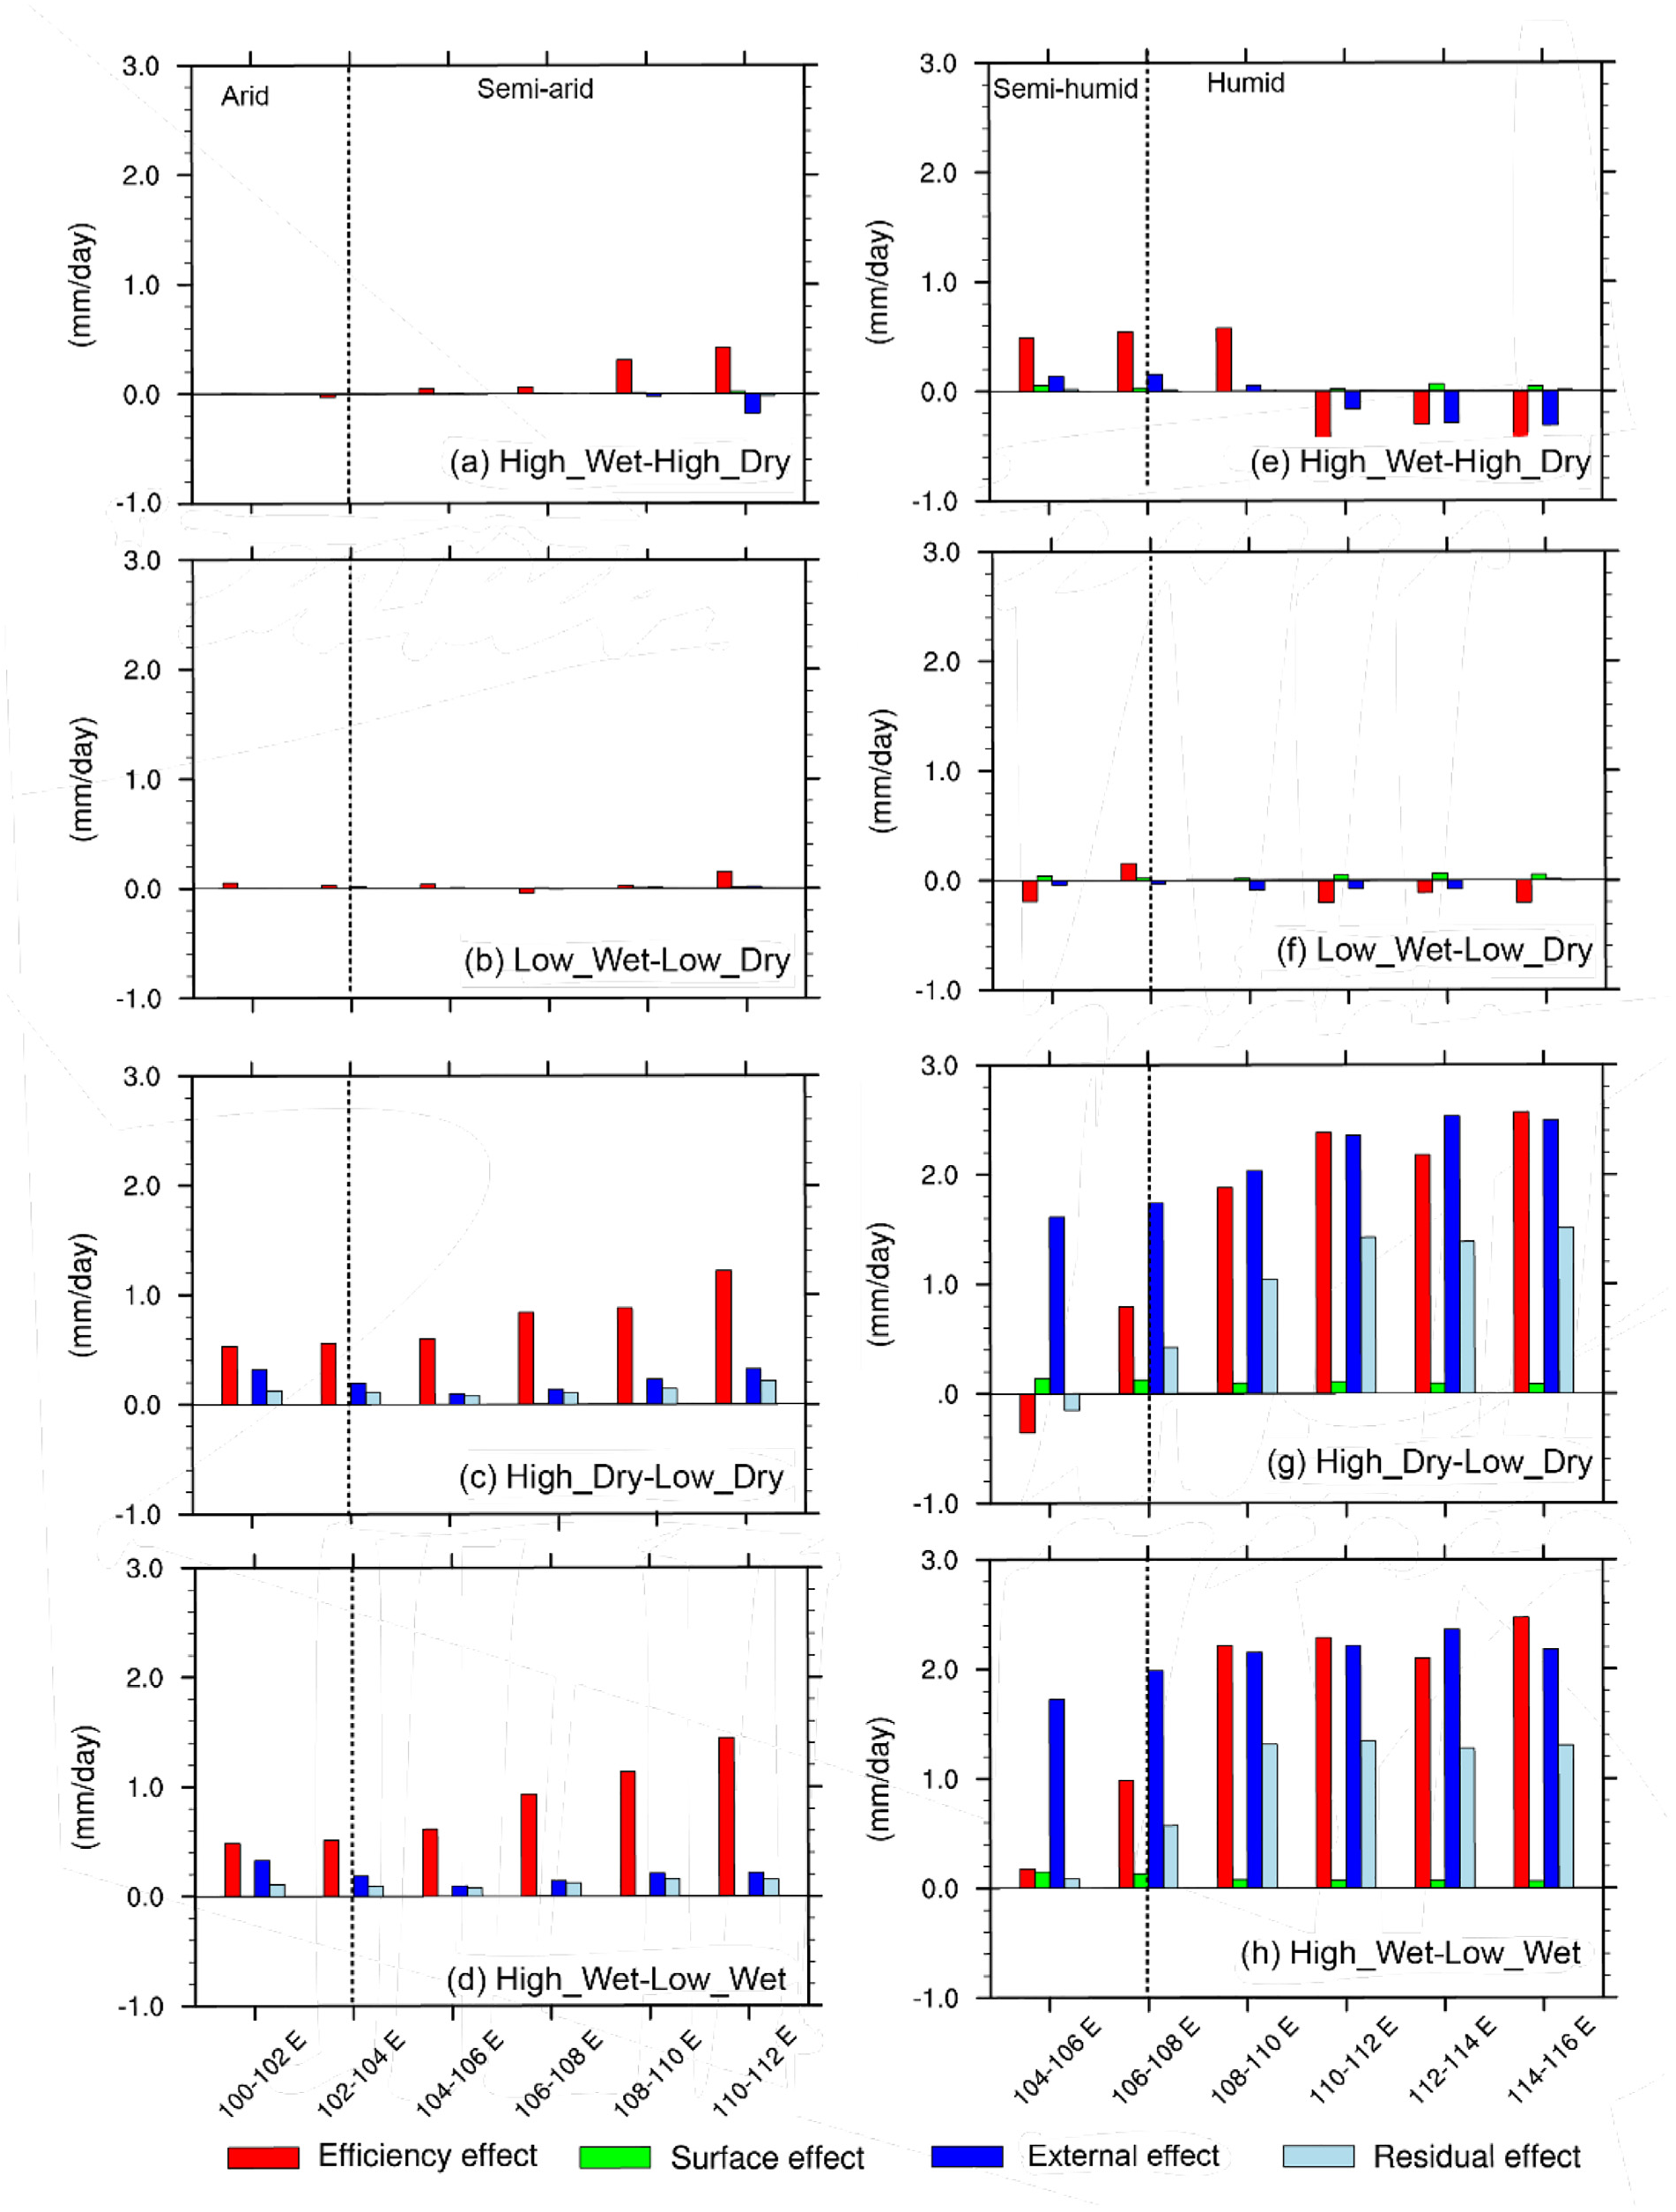 3.0
Arid
Semi-arid
2.0
1.0
0.0
-1.0
(mm/day)
(a) High_Wet-High_Dry
3.0
Semi-humid
Humid
2.0
1.0
0.0
-1.0
(mm/day)
(e) High_Wet-High_Dry
3.0
2.0
1.0
0.0
-1.0
(mm/day)
(b) Low_Wet-Low_Dry
3.0
2.0
1.0
0.0
-1.0
(mm/day)
(f) Low_Wet-Low_Dry
3.0
2.0
1.0
0.0
-1.0
(mm/day)
(c) High_Dry-Low_Dry
3.0
2.0
1.0
.0
-1.0
(mm/day)
(g) High_Dry-Low_Dry
3.0
2.0
1.0
0.0
-1.0
(mm/day)
(d) High_Wet-Low_Wet
100-102 E
102-104 E
104-106 E
106-108 E
108-110 E
110-112 E
3.0
2.0
1.0
0.0
-1.0
(mm/day)
(h) High_Wet-Low_Wet
104-106 E
106-108 E
108-110 E
110-112 E
112-114 E
114-116 E
Efficiency effect
Surface effect
External effect
Residual effect